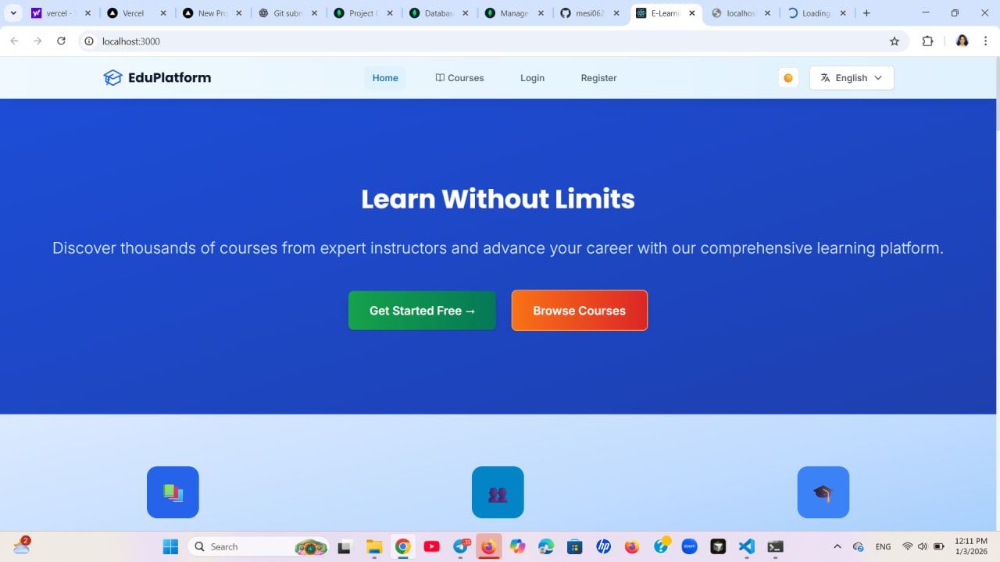 vercel - Y
Vercel
New Pro
Git subm
Project
Databas
Manage
mesi062
E-Learni
localhos
Loading.
localhost:3000
EduPlatform
Home
Courses
Login
Register
English
Learn Without Limits
Discover thousands of courses from expert instructors and advance your career with our comprehensive learning platform.
Get Started Free →
Browse Courses
2
Search
35
zoom
ENG
12:11 PM
1/3/2026